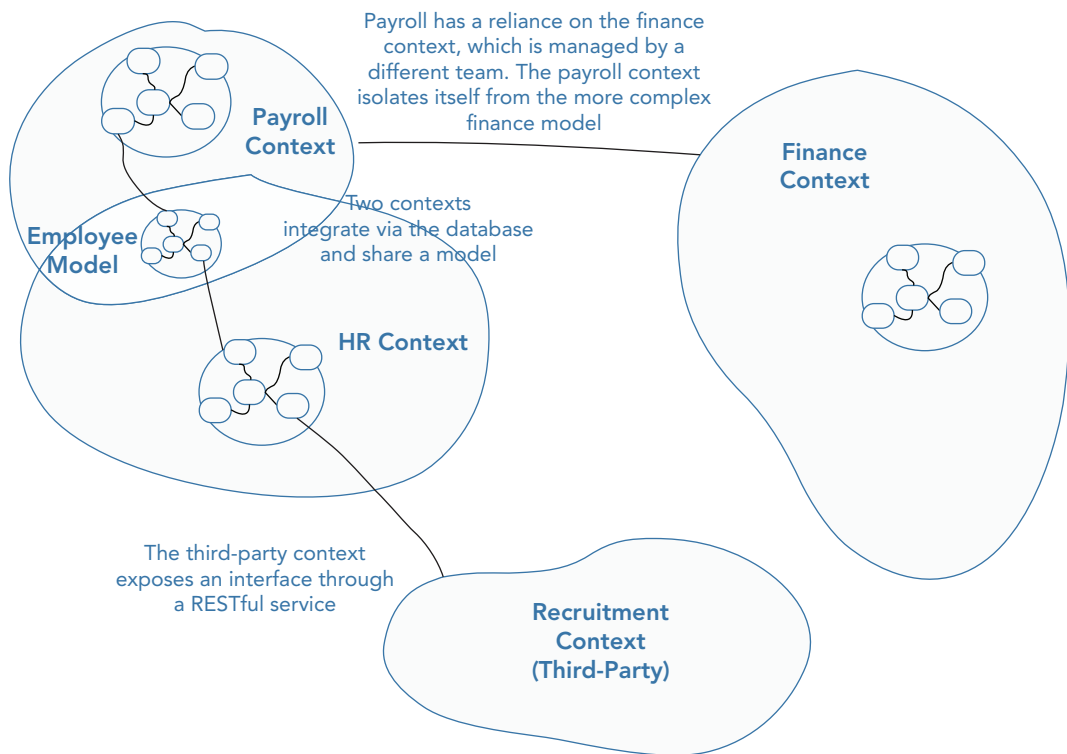 Payroll has a reliance on the finance
context, which is managed by a
different team. The payroll context
isolates itself from the more complex
finance model
Payroll
Context
Finance
Context
Two contexts
integrate via the database
and share a model
Employee
Model
HR Context
The third-party context
exposes an interface through
a RESTful service
Recruitment
Context
(Third-Party)